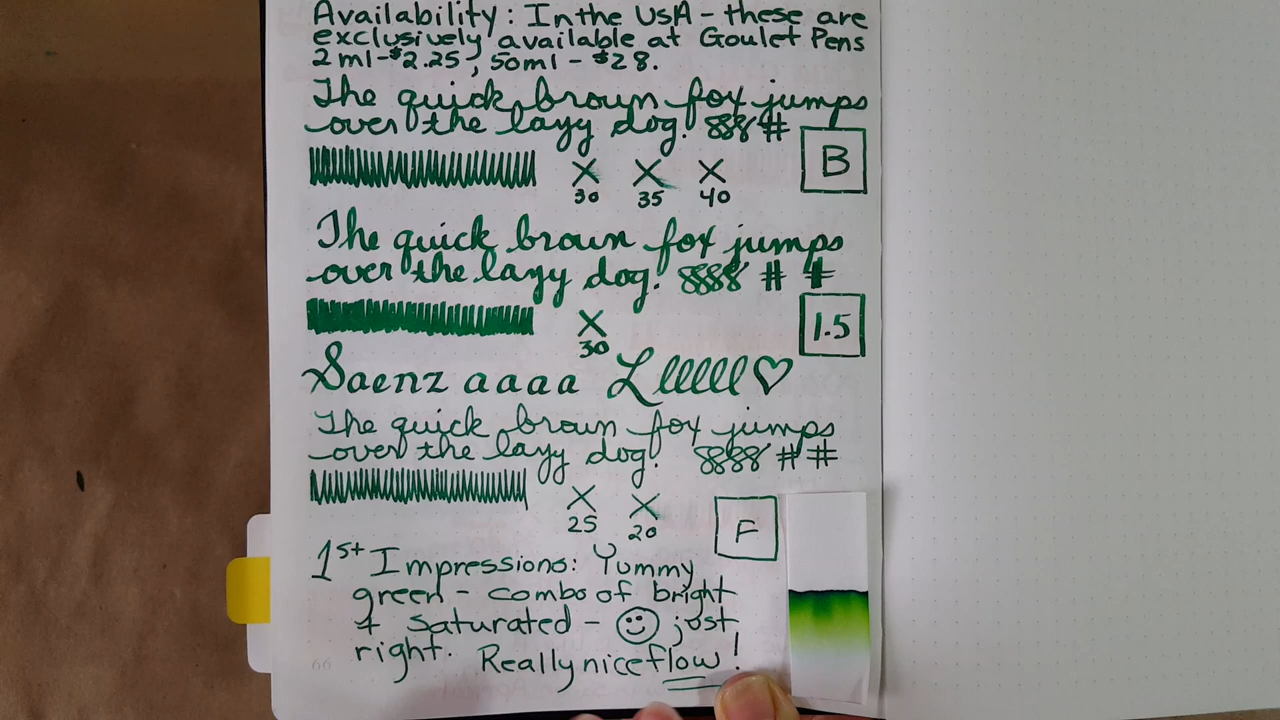 Availability: In the USA - these are
exclusively available at Goulet Pens
2ml-$2.25, 50ml - $28.
The quick brown fox jumps
over the lazy dog. 888 #
B
X X X
30 35 40
The quick brown fox jumps
over the lazy dog. 8888 # #
1.5
X
30
Saenz aaaa Llllll ♡
The quick brown fox jumps
over the lazy dog. 8888 # #
X X
25 20
F
1st Impressions: Yummy
green - combo of bright
+ saturated - ☺ just
right. Really nice flow!
66